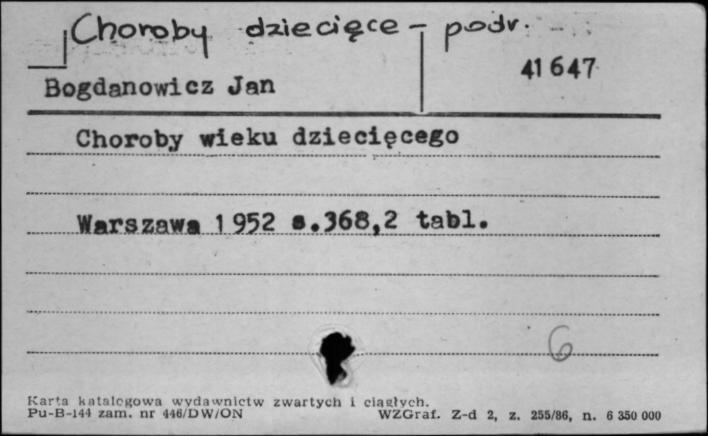 Choroby dziecięce - podr.
41647
Bogdanowicz Jan
Choroby wieku dziecięcego
Warszawa 1952 s.368,2 tabl.
6
Karta katalogowa wydawnictw zwartych i ciągłych.
Pu-B-144 zam. nr 446/DW/ON WZGraf. Z-d 2, z. 255/86, n. 6 350 000